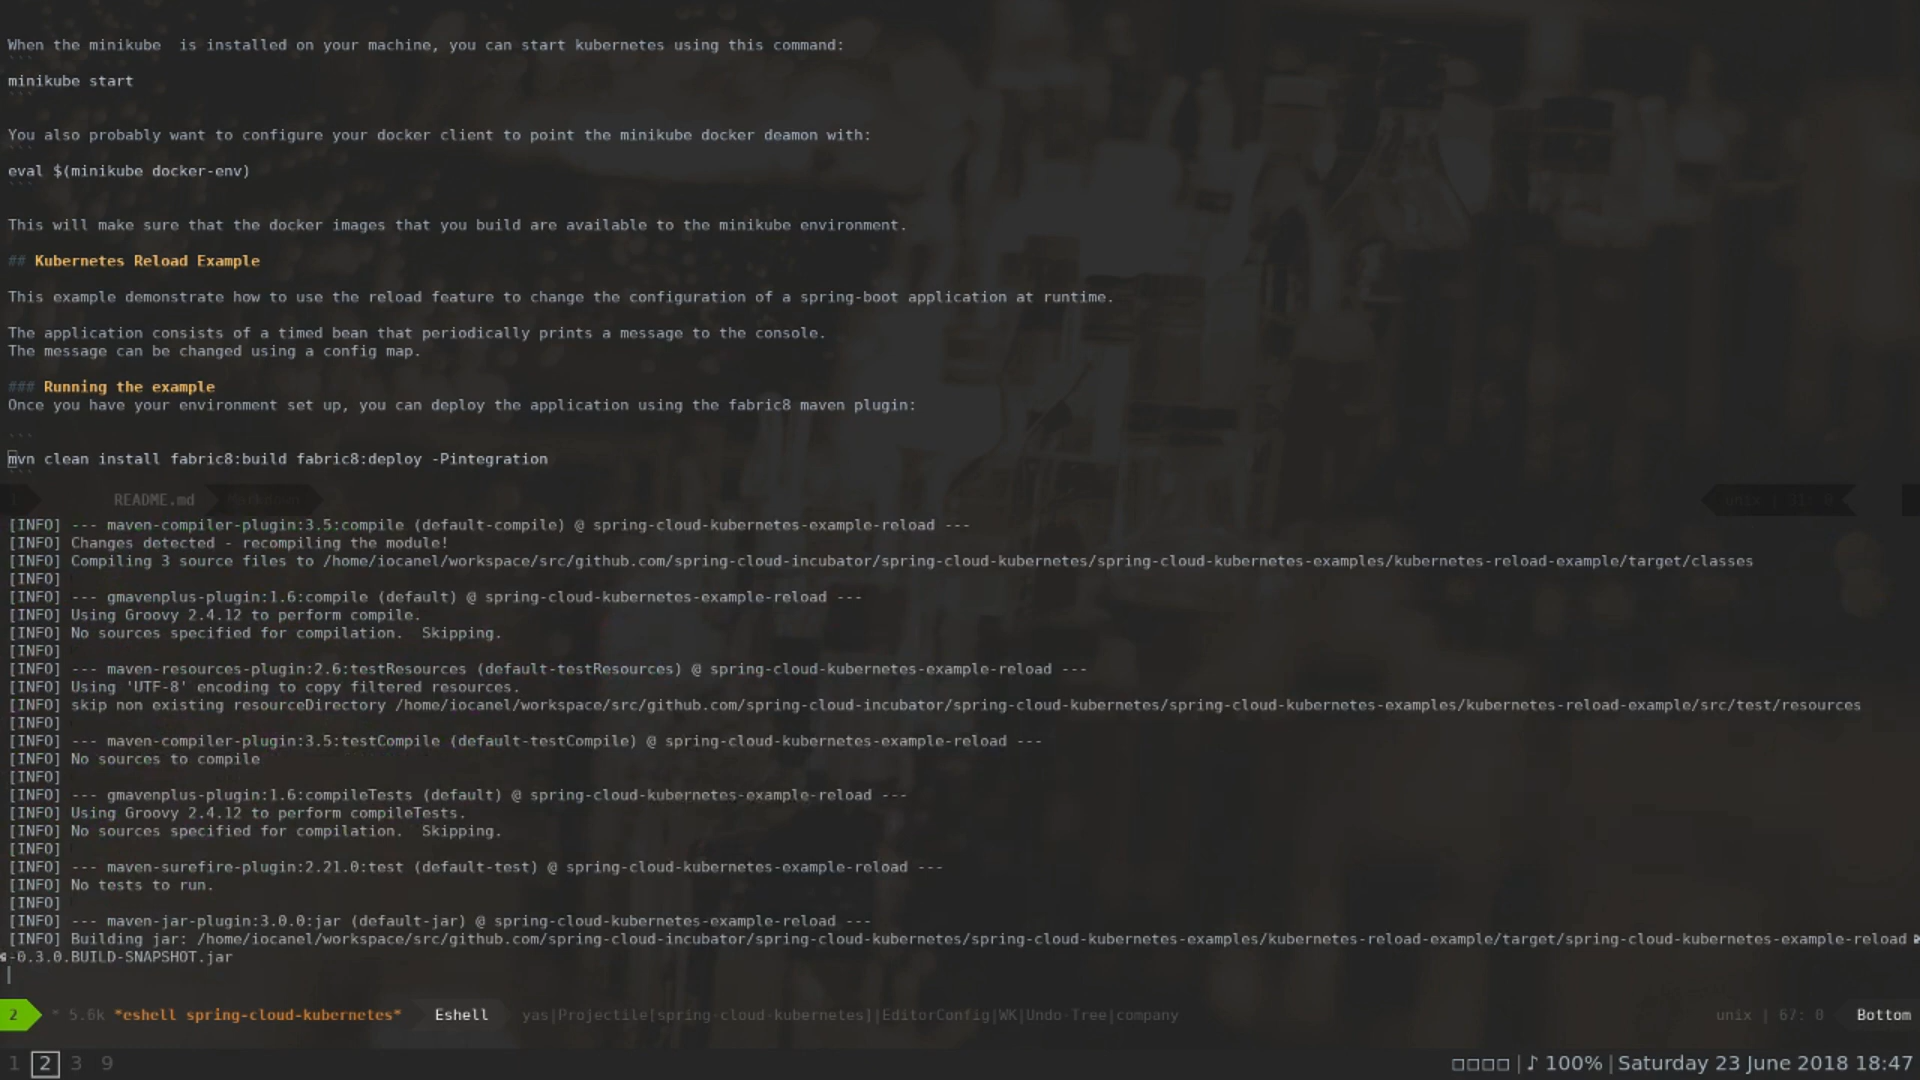 When the minikube  is installed on your machine, you can start kubernetes using this command:
```
minikube start
```
You also probably want to configure your docker client to point the minikube docker deamon with:
```
eval $(minikube docker-env)
```
This will make sure that the docker images that you build are available to the minikube environment.
## Kubernetes Reload Example
This example demonstrate how to use the reload feature to change the configuration of a spring-boot application at runtime.
The application consists of a timed bean that periodically prints a message to the console.
The message can be changed using a config map.
### Running the example
Once you have your environment set up, you can deploy the application using the fabric8 maven plugin:
```
mvn clean install fabric8:build fabric8:deploy -Pintegration
```
1 README.md Markdown unix | 81: 0
[INFO] --- maven-compiler-plugin:3.5:compile (default-compile) @ spring-cloud-kubernetes-example-reload ---
[INFO] Changes detected - recompiling the module!
[INFO] Compiling 3 source files to /home/iocanel/workspace/src/github.com/spring-cloud-incubator/spring-cloud-kubernetes/spring-cloud-kubernetes-examples/kubernetes-reload-example/target/classes
[INFO]
[INFO] --- gmavenplus-plugin:1.6:compile (default) @ spring-cloud-kubernetes-example-reload ---
[INFO] Using Groovy 2.4.12 to perform compile.
[INFO] No sources specified for compilation.  Skipping.
[INFO]
[INFO] --- maven-resources-plugin:2.6:testResources (default-testResources) @ spring-cloud-kubernetes-example-reload ---
[INFO] Using 'UTF-8' encoding to copy filtered resources.
[INFO] skip non existing resourceDirectory /home/iocanel/workspace/src/github.com/spring-cloud-incubator/spring-cloud-kubernetes/spring-cloud-kubernetes-examples/kubernetes-reload-example/src/test/resources
[INFO]
[INFO] --- maven-compiler-plugin:3.5:testCompile (default-testCompile) @ spring-cloud-kubernetes-example-reload ---
[INFO] No sources to compile
[INFO]
[INFO] --- gmavenplus-plugin:1.6:compileTests (default) @ spring-cloud-kubernetes-example-reload ---
[INFO] Using Groovy 2.4.12 to perform compileTests.
[INFO] No sources specified for compilation.  Skipping.
[INFO]
[INFO] --- maven-surefire-plugin:2.21.0:test (default-test) @ spring-cloud-kubernetes-example-reload ---
[INFO] No tests to run.
[INFO]
[INFO] --- maven-jar-plugin:3.0.0:jar (default-jar) @ spring-cloud-kubernetes-example-reload ---
[INFO] Building jar: /home/iocanel/workspace/src/github.com/spring-cloud-incubator/spring-cloud-kubernetes/spring-cloud-kubernetes-examples/kubernetes-reload-example/target/spring-cloud-kubernetes-example-reload
-0.3.0.BUILD-SNAPSHOT.jar
2 * 5.6k *eshell spring-cloud-kubernetes* Eshell yas|Projectile[spring-cloud-kubernetes]|EditorConfig|WK|Undo-Tree|company unix | 67: 0 Bottom
1 2 3 9 □□□□ | ♪ 100% | Saturday 23 June 2018 18:47